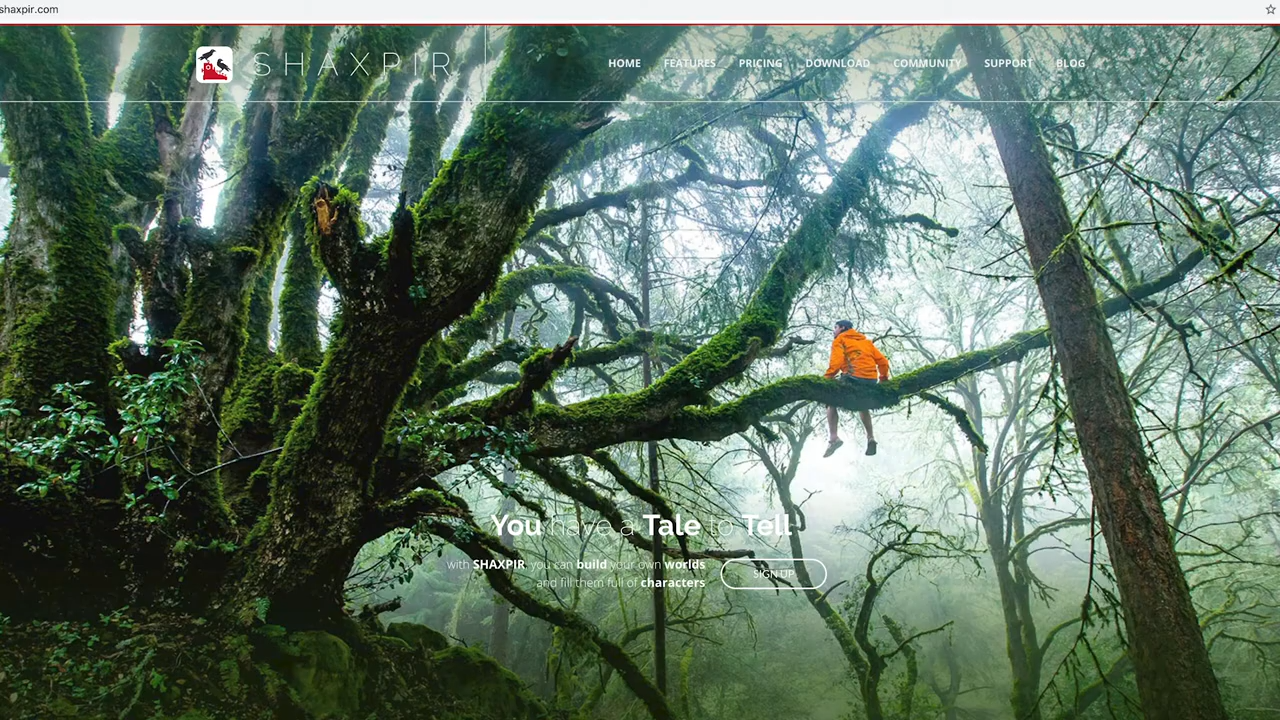 shaxpir.com
SHAXPIR
HOME FEATURES PRICING DOWNLOAD COMMUNITY SUPPORT BLOG
You have a Tale to Tell
with SHAXPIR, you can build your own worlds
and fill them full of characters
SIGN UP